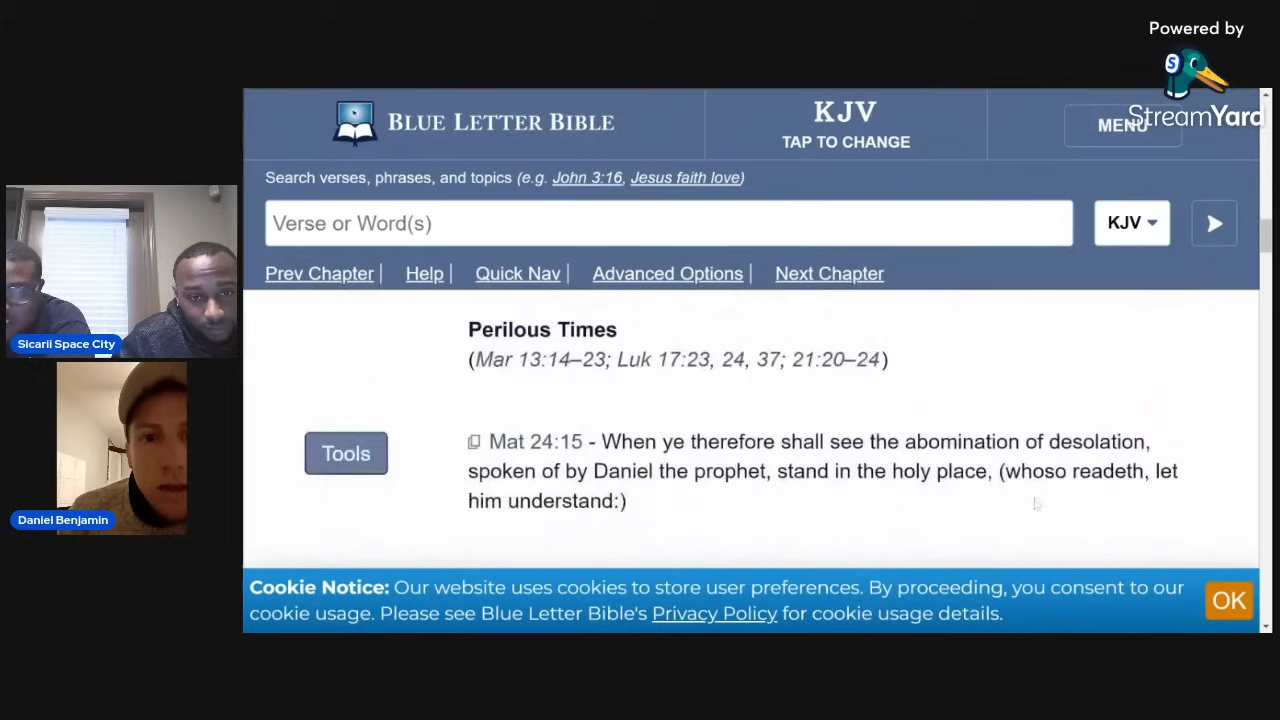 Powered by
S
StreamYard
BLUE LETTER BIBLE
KJV
TAP TO CHANGE
MENU
Search verses, phrases, and topics (e.g. John 3:16, Jesus faith love)
Verse or Word(s)
KJV
Prev Chapter | Help | Quick Nav | Advanced Options | Next Chapter
Perilous Times
(Mar 13:14–23; Luk 17:23, 24, 37; 21:20–24)
Tools
Mat 24:15 - When ye therefore shall see the abomination of desolation,
spoken of by Daniel the prophet, stand in the holy place, (whoso readeth, let
him understand:)
Cookie Notice: Our website uses cookies to store user preferences. By proceeding, you consent to our
cookie usage. Please see Blue Letter Bible's Privacy Policy for cookie usage details.
OK
Sicarii Space City
Daniel Benjamin